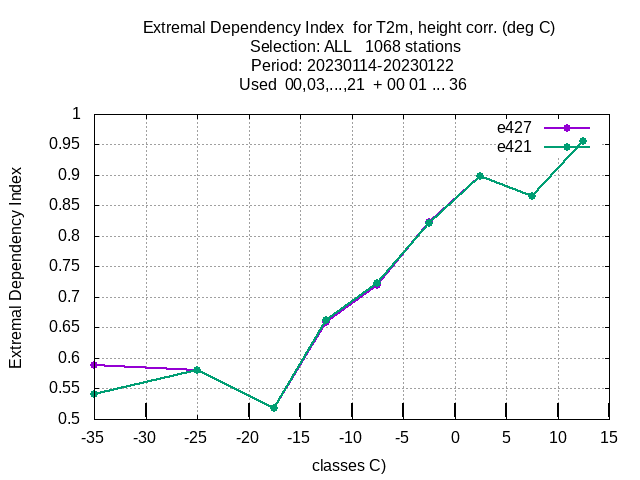 Extremal Dependency Index  for T2m, height corr. (deg C)
Selection: ALL   1068 stations
Period: 20230114-20230122
Used  00,03,...,21  + 00 01 ... 36
e427
e421
Extremal Dependency Index
1
0.95
0.9
0.85
0.8
0.75
0.7
0.65
0.6
0.55
0.5
-35 -30 -25 -20 -15 -10 -5 0 5 10 15
classes C)